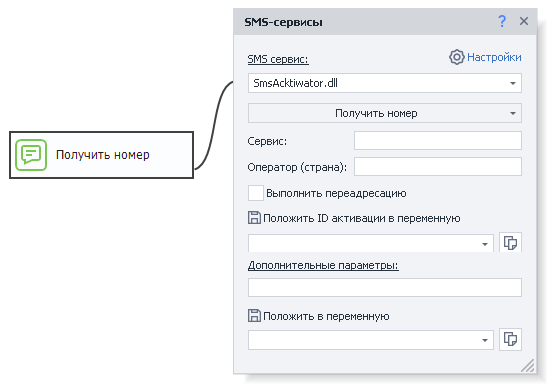 SMS-сервисы
?
SMS сервис:
Настройки
SmsAcktiwator.dll
Получить номер
Получить номер
Сервис:
Оператор (страна):
Выполнить переадресацию
Положить ID активации в переменную
Дополнительные параметры:
Положить в переменную